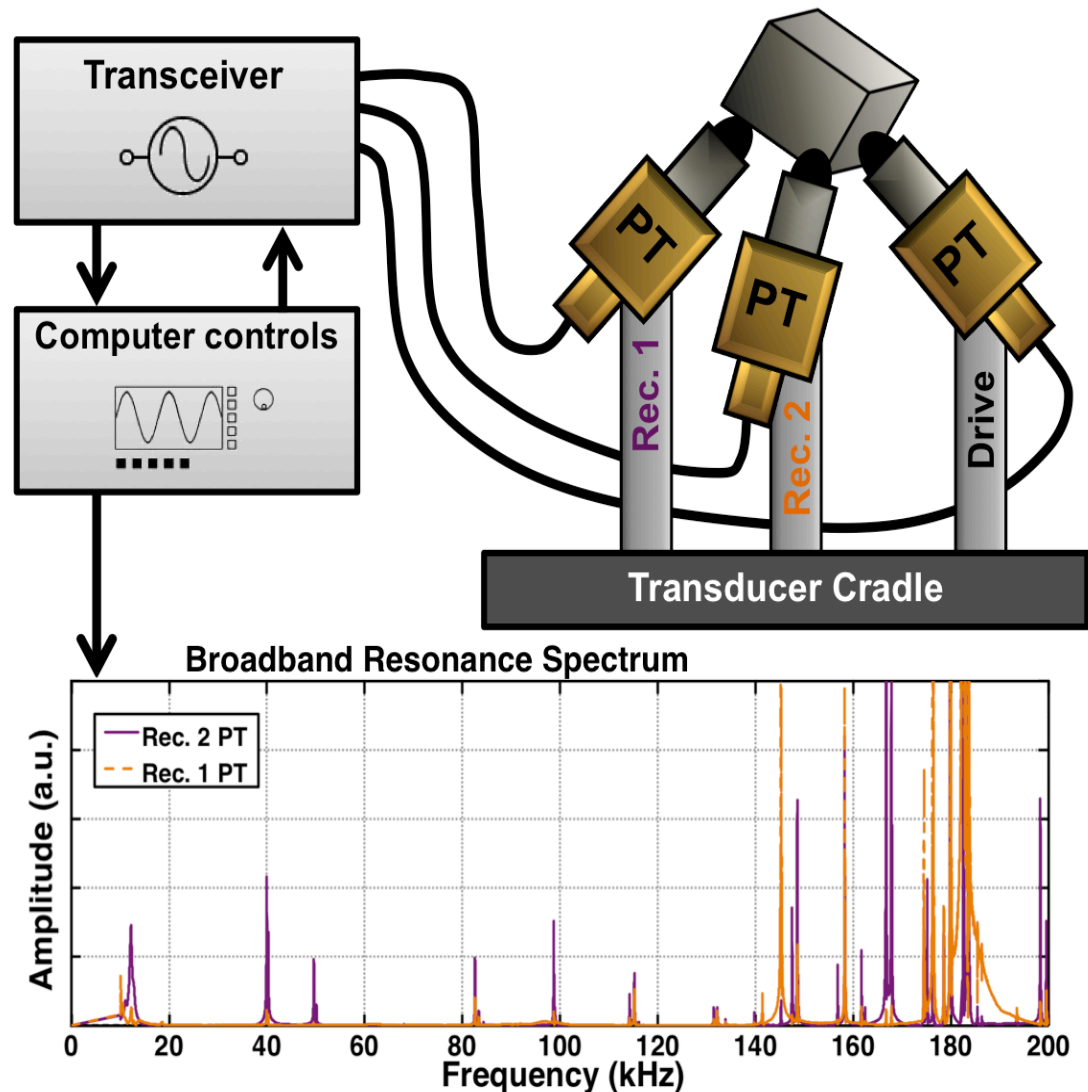 Transceiver
Computer controls
PT
PT
PT
Rec. 1
Rec. 2
Drive
Transducer Cradle
Broadband Resonance Spectrum
Amplitude (a.u.)
Rec. 2 PT
Rec. 1 PT
0 20 40 60 80 100 120 140 160 180 200
Frequency (kHz)